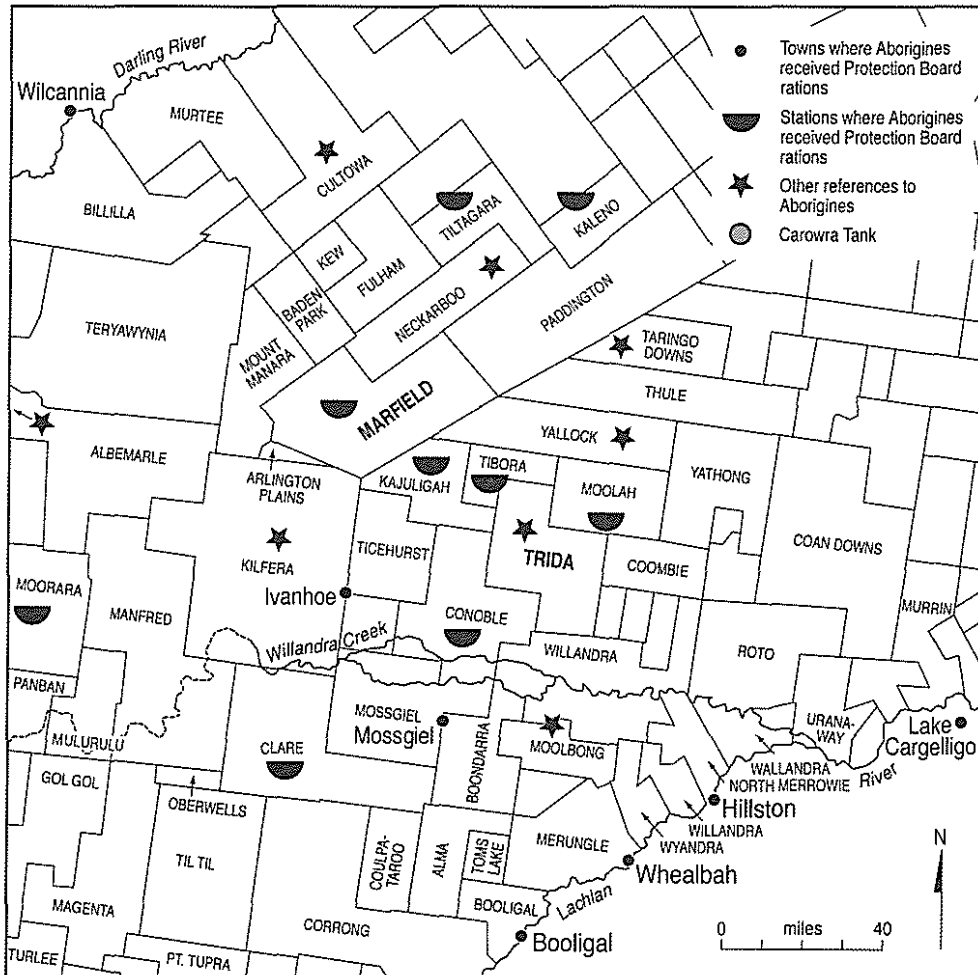 Darling River
Wilcannia
MURTEE
CULTOWA
BILLILLA
TILTAGARA
KALENO
KEW
FULHAM
BADEN
PARK
NECKARBOO
PADDINGTON
TERYAWYNIA
MOUNT
MANARA
TARINGO
DOWNS
MARFIELD
THULE
YALLOCK
ALBEMARLE
ARLINGTON
PLAINS
KAJULIGAH
TIBORA
MOOLAH
YATHONG
KILFERA
TICEHURST
TRIDA
COOMBIE
COAN DOWNS
MOORARA
MANFRED
Ivanhoe
CONOBLE
MURRIN
Willandra Creek
WILLANDRA
ROTO
PANBAN
MULURULU
MOSSGIEL
Mossgiel
CLARE
BOONDARRA
MOOLBONG
URANA-
WAY
Lake
Cargelligo
WALLANDRA
NORTH MERROWIE
River
GOL GOL
OBERWELLS
Hillston
WILLANDRA
WYANDRA
TIL TIL
COULPA-
TAROO
ALMA
TOMS
LAKE
MERUNGLE
Whealbah
MAGENTA
BOOLIGAL
Lachlan
CORRONG
Booligal
TURLEE
PT. TUPRA
Towns where Aborigines
received Protection Board
rations
Stations where Aborigines
received Protection Board
rations
Other references to
Aborigines
Carowra Tank
N
0 miles 40